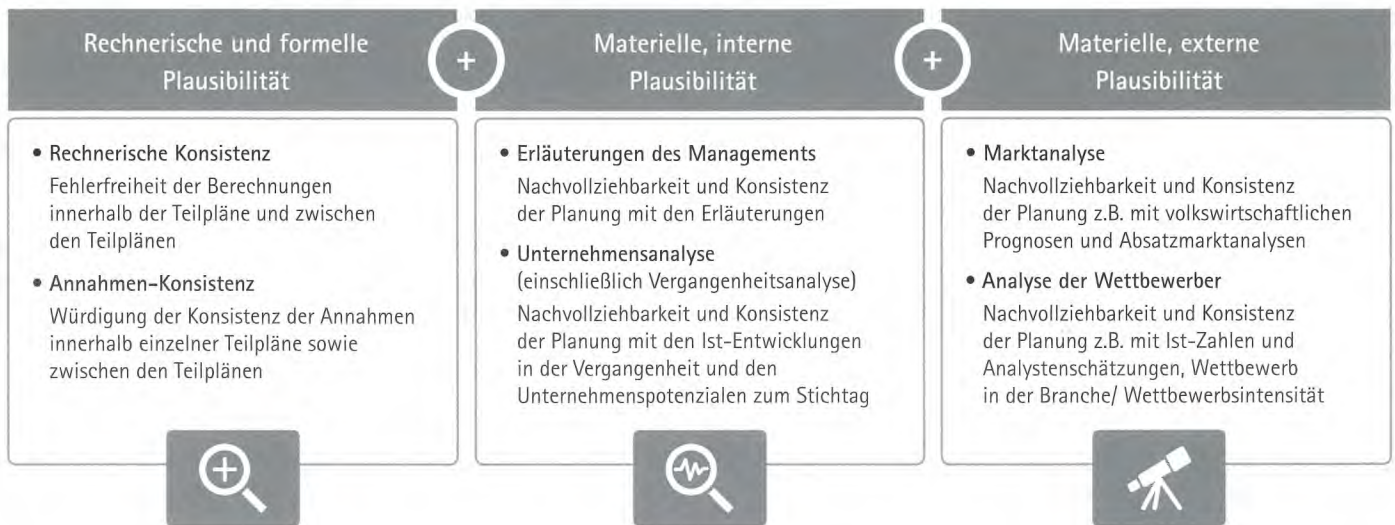 Rechnerische und formelle
Plausibilität
+
Materielle, interne
Plausibilität
+
Materielle, externe
Plausibilität
• Rechnerische Konsistenz
Fehlerfreiheit der Berechnungen
innerhalb der Teilpläne und zwischen
den Teilplänen
• Annahmen-Konsistenz
Würdigung der Konsistenz der Annahmen
innerhalb einzelner Teilpläne sowie
zwischen den Teilplänen
• Erläuterungen des Managements
Nachvollziehbarkeit und Konsistenz
der Planung mit den Erläuterungen
• Unternehmensanalyse
(einschließlich Vergangenheitsanalyse)
Nachvollziehbarkeit und Konsistenz
der Planung mit den Ist-Entwicklungen
in der Vergangenheit und den
Unternehmenspotenzialen zum Stichtag
• Marktanalyse
Nachvollziehbarkeit und Konsistenz
der Planung z.B. mit volkswirtschaftlichen
Prognosen und Absatzmarktanalysen
• Analyse der Wettbewerber
Nachvollziehbarkeit und Konsistenz
der Planung z.B. mit Ist-Zahlen und
Analystenschätzungen, Wettbewerb
in der Branche/ Wettbewerbsintensität